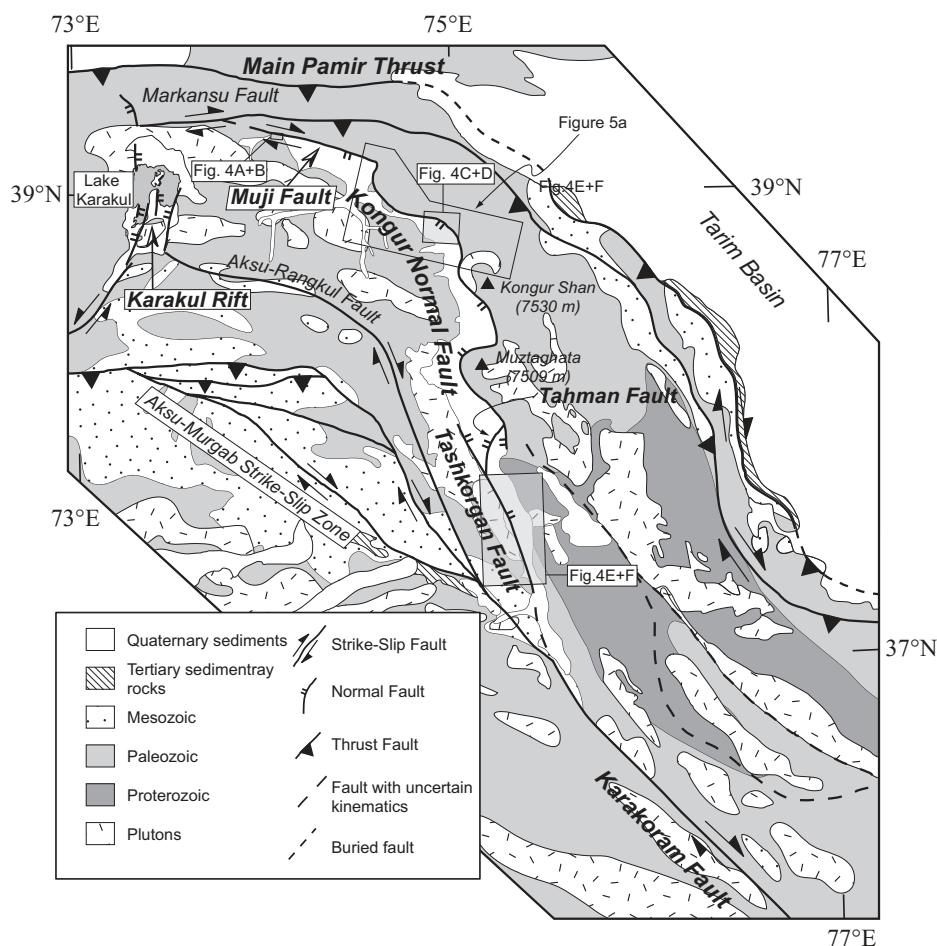 73°E
75°E
Main Pamir Thrust
Markansu Fault
Figure 5a
Fig. 4A+B
Fig. 4C+D
39°N
Lake
Karakul
Muji Fault
Fig.4E+F
39°N
Kongur Normal Fault
Tarim Basin
77°E
Aksu-Rangkul Fault
Karakul Rift
Kongur Shan
(7530 m)
Muztaghata
(7509 m)
Tahman Fault
Aksu-Murgab Strike-Slip Zone
Tashkorgan Fault
73°E
Fig.4E+F
37°N
Karakoram Fault
77°E
Quaternary sediments
Tertiary sedimentray
rocks
Mesozoic
Paleozoic
Proterozoic
Plutons
Strike-Slip Fault
Normal Fault
Thrust Fault
Fault with uncertain
kinematics
Buried fault